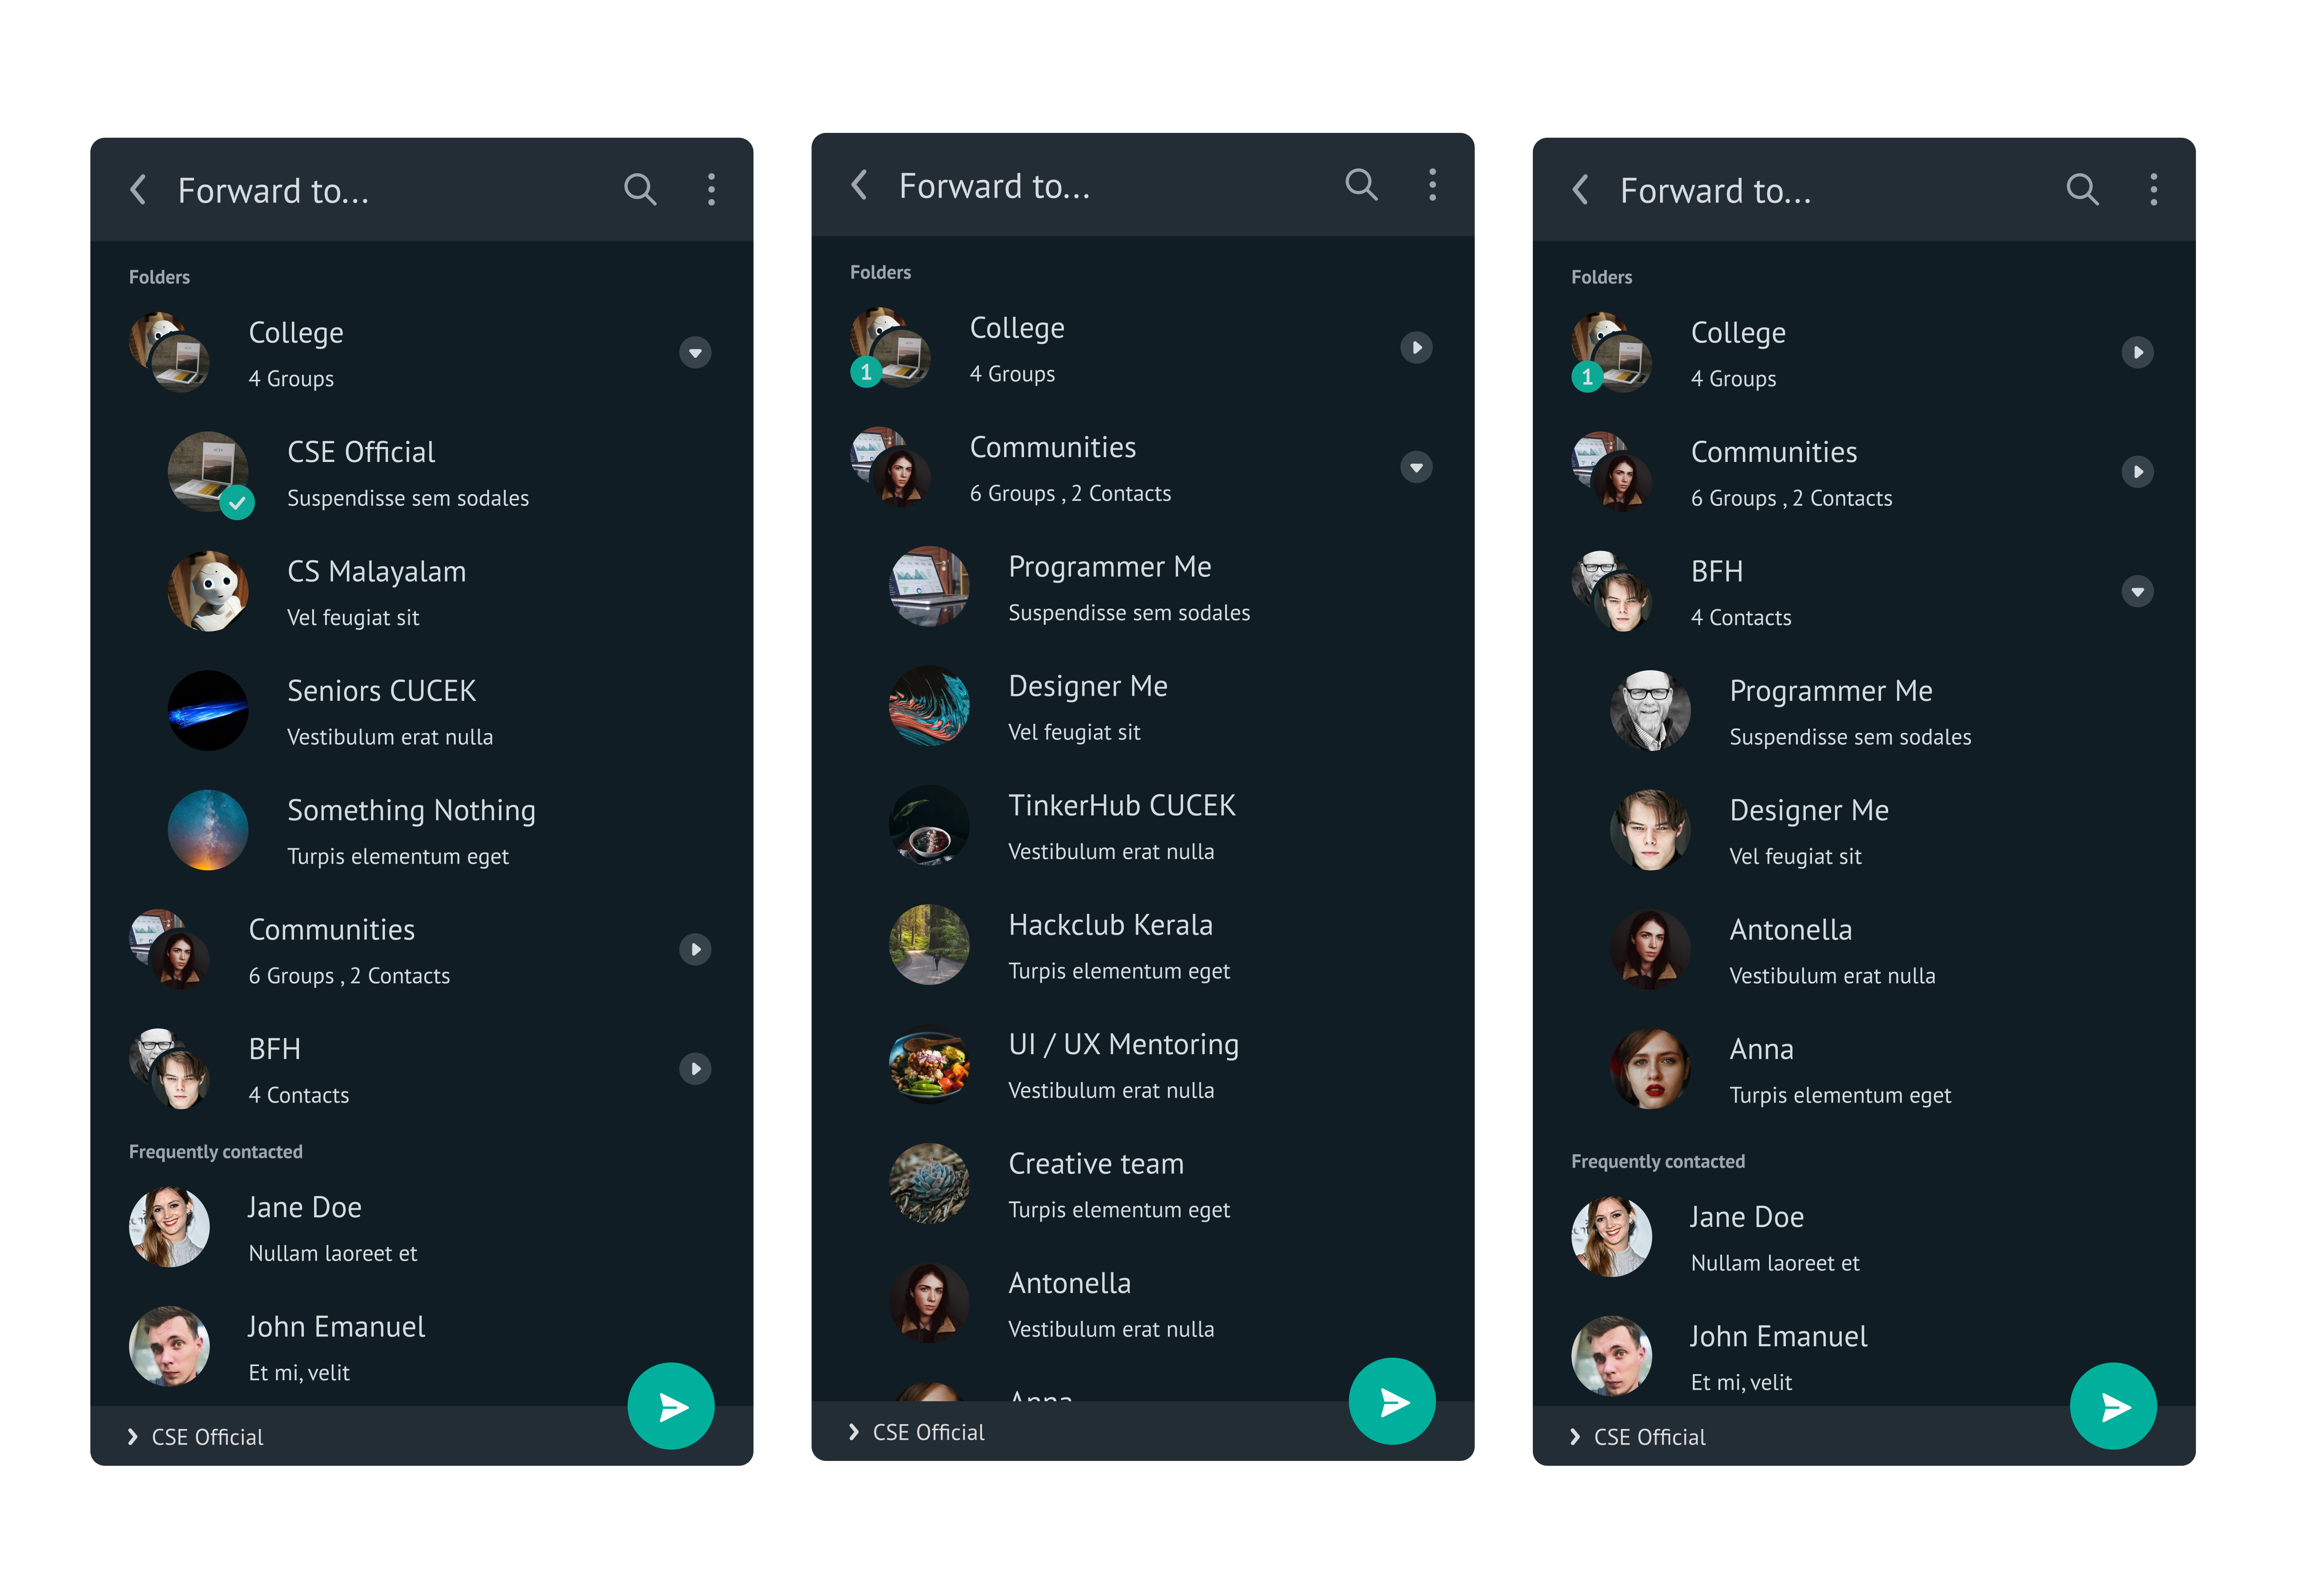 Forward to...
Folders
College
4 Groups
CSE Official
Suspendisse sem sodales
CS Malayalam
Vel feugiat sit
Seniors CUCEK
Vestibulum erat nulla
Something Nothing
Turpis elementum eget
Communities
6 Groups , 2 Contacts
BFH
4 Contacts
Frequently contacted
Jane Doe
Nullam laoreet et
John Emanuel
Et mi, velit
CSE Official
Forward to...
Folders
College
1
4 Groups
Communities
6 Groups , 2 Contacts
Programmer Me
Suspendisse sem sodales
Designer Me
Vel feugiat sit
TinkerHub CUCEK
Vestibulum erat nulla
Hackclub Kerala
Turpis elementum eget
UI / UX Mentoring
Vestibulum erat nulla
Creative team
Turpis elementum eget
Antonella
Vestibulum erat nulla
Anna
CSE Official
Forward to...
Folders
College
1
4 Groups
Communities
6 Groups , 2 Contacts
BFH
4 Contacts
Programmer Me
Suspendisse sem sodales
Designer Me
Vel feugiat sit
Antonella
Vestibulum erat nulla
Anna
Turpis elementum eget
Frequently contacted
Jane Doe
Nullam laoreet et
John Emanuel
Et mi, velit
CSE Official